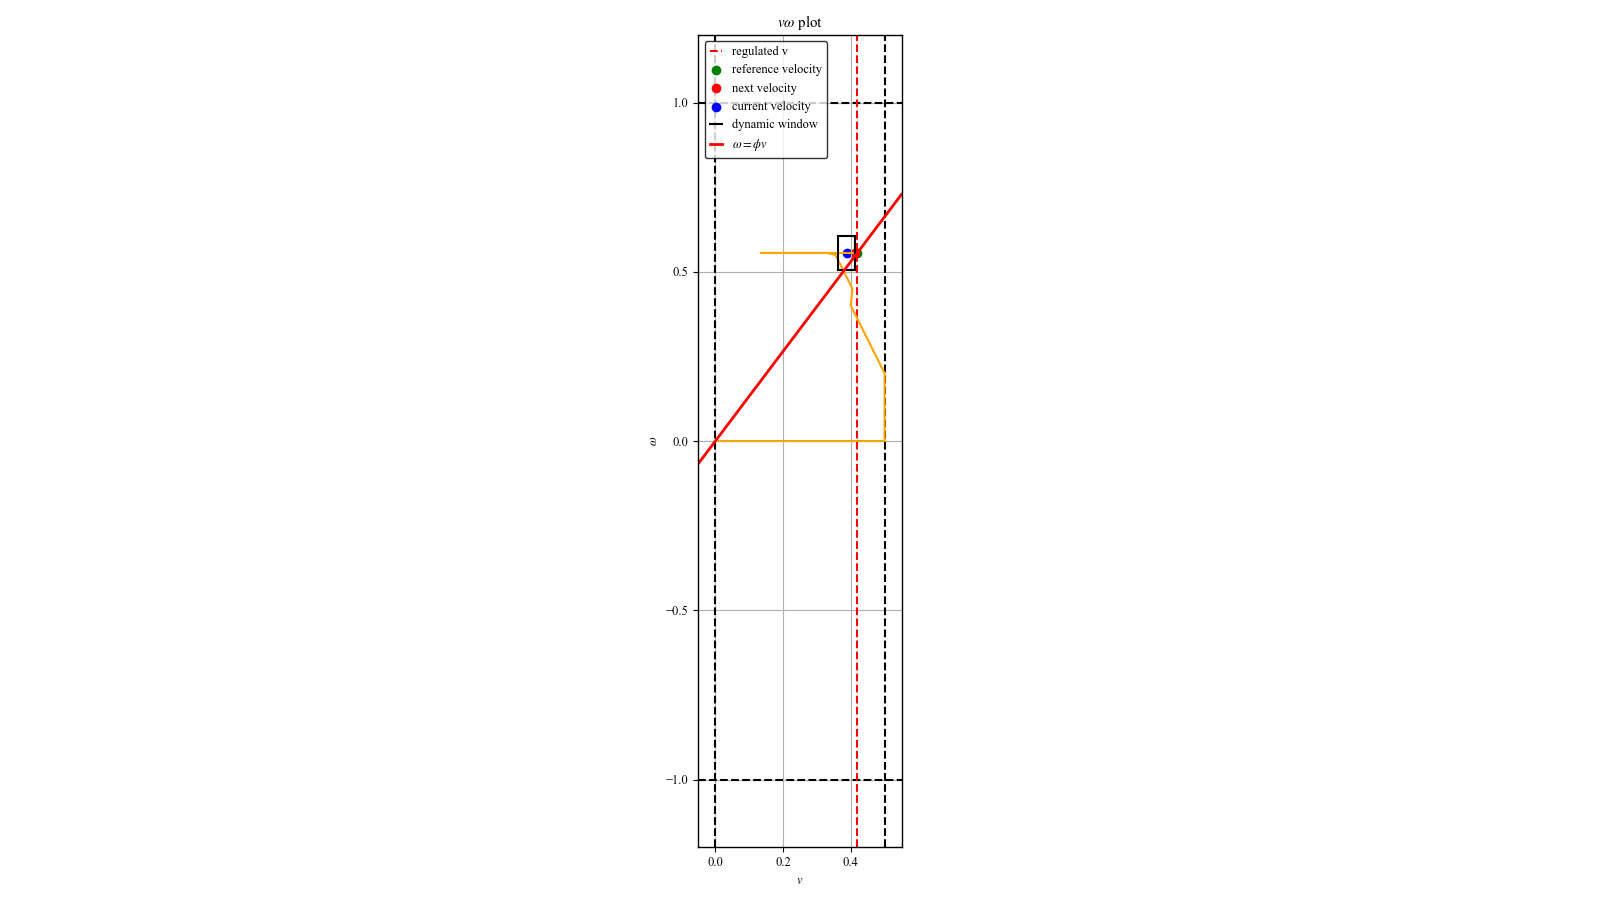 vω plot
regulated v
reference velocity
next velocity
current velocity
dynamic window
ω = ϕv
1.0
0.5
0.0
−0.5
−1.0
ω
0.0 0.2 0.4
v